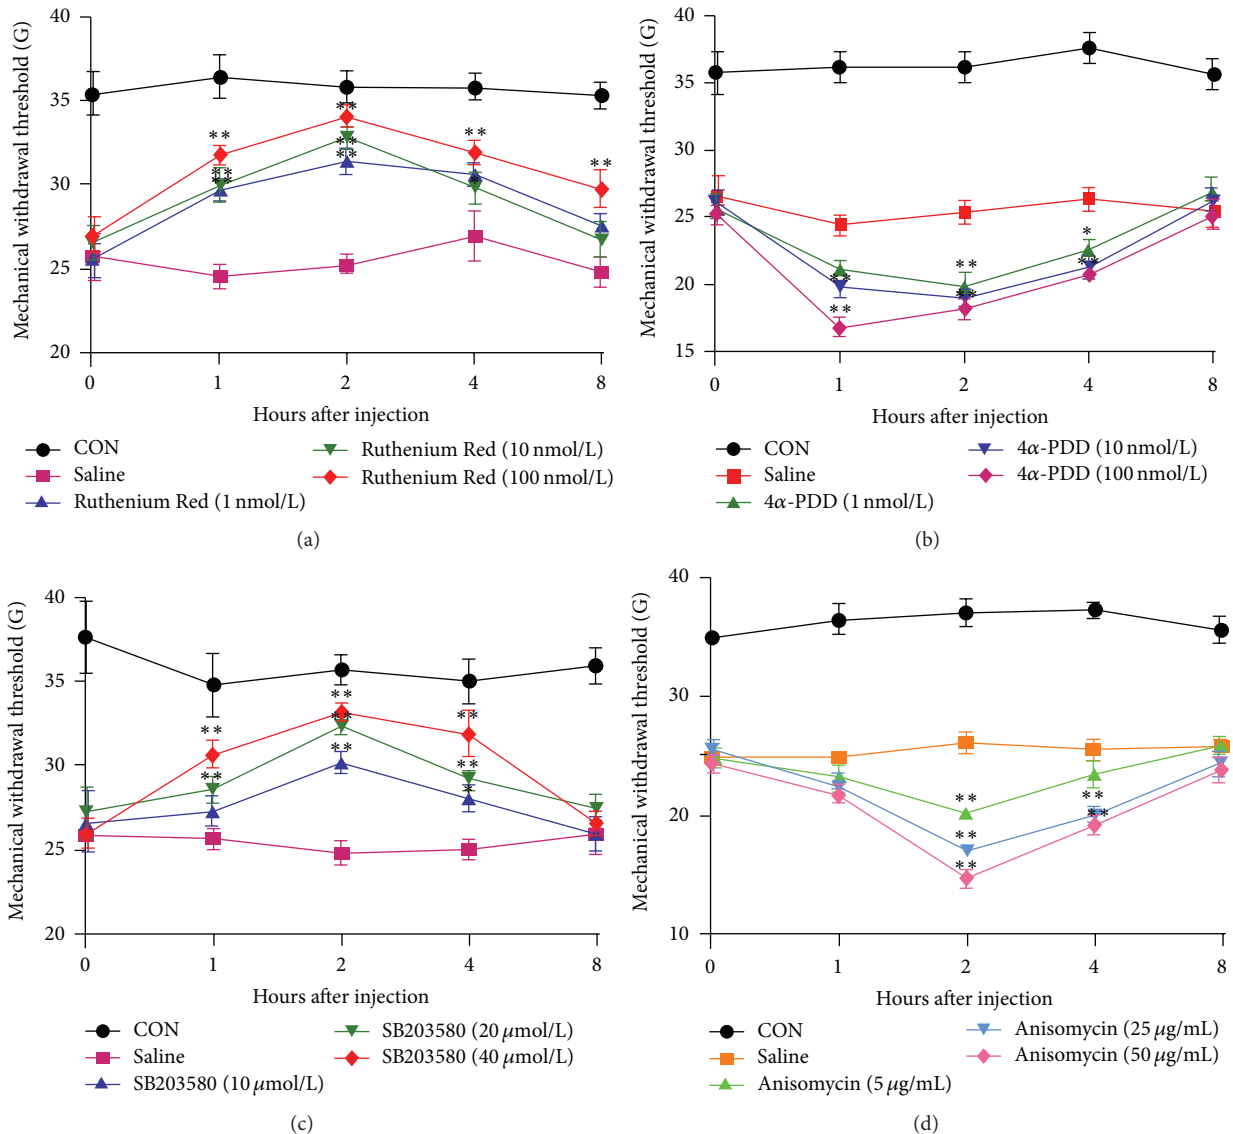 Mechanical withdrawal threshold (G)
40
35
30
25
20
** ** **
** **
** ** **
** *
0 1 2 4 8
Hours after injection
CON
Saline
Ruthenium Red (1 nmol/L)
Ruthenium Red (10 nmol/L)
Ruthenium Red (100 nmol/L)
(a)
Mechanical withdrawal threshold (G)
40
35
30
25
20
15
*
** **
** **
**
0 1 2 4 8
Hours after injection
CON
Saline
4α-PDD (1 nmol/L)
4α-PDD (10 nmol/L)
4α-PDD (100 nmol/L)
(b)
Mechanical withdrawal threshold (G)
40
35
30
25
20
**
** ** **
**
** **
*
0 1 2 4 8
Hours after injection
CON
Saline
SB203580 (10 μmol/L)
SB203580 (20 μmol/L)
SB203580 (40 μmol/L)
(c)
Mechanical withdrawal threshold (G)
40
30
20
10
** **
**
**
**
0 1 2 4 8
Hours after injection
CON
Saline
Anisomycin (5 μg/mL)
Anisomycin (25 μg/mL)
Anisomycin (50 μg/mL)
(d)